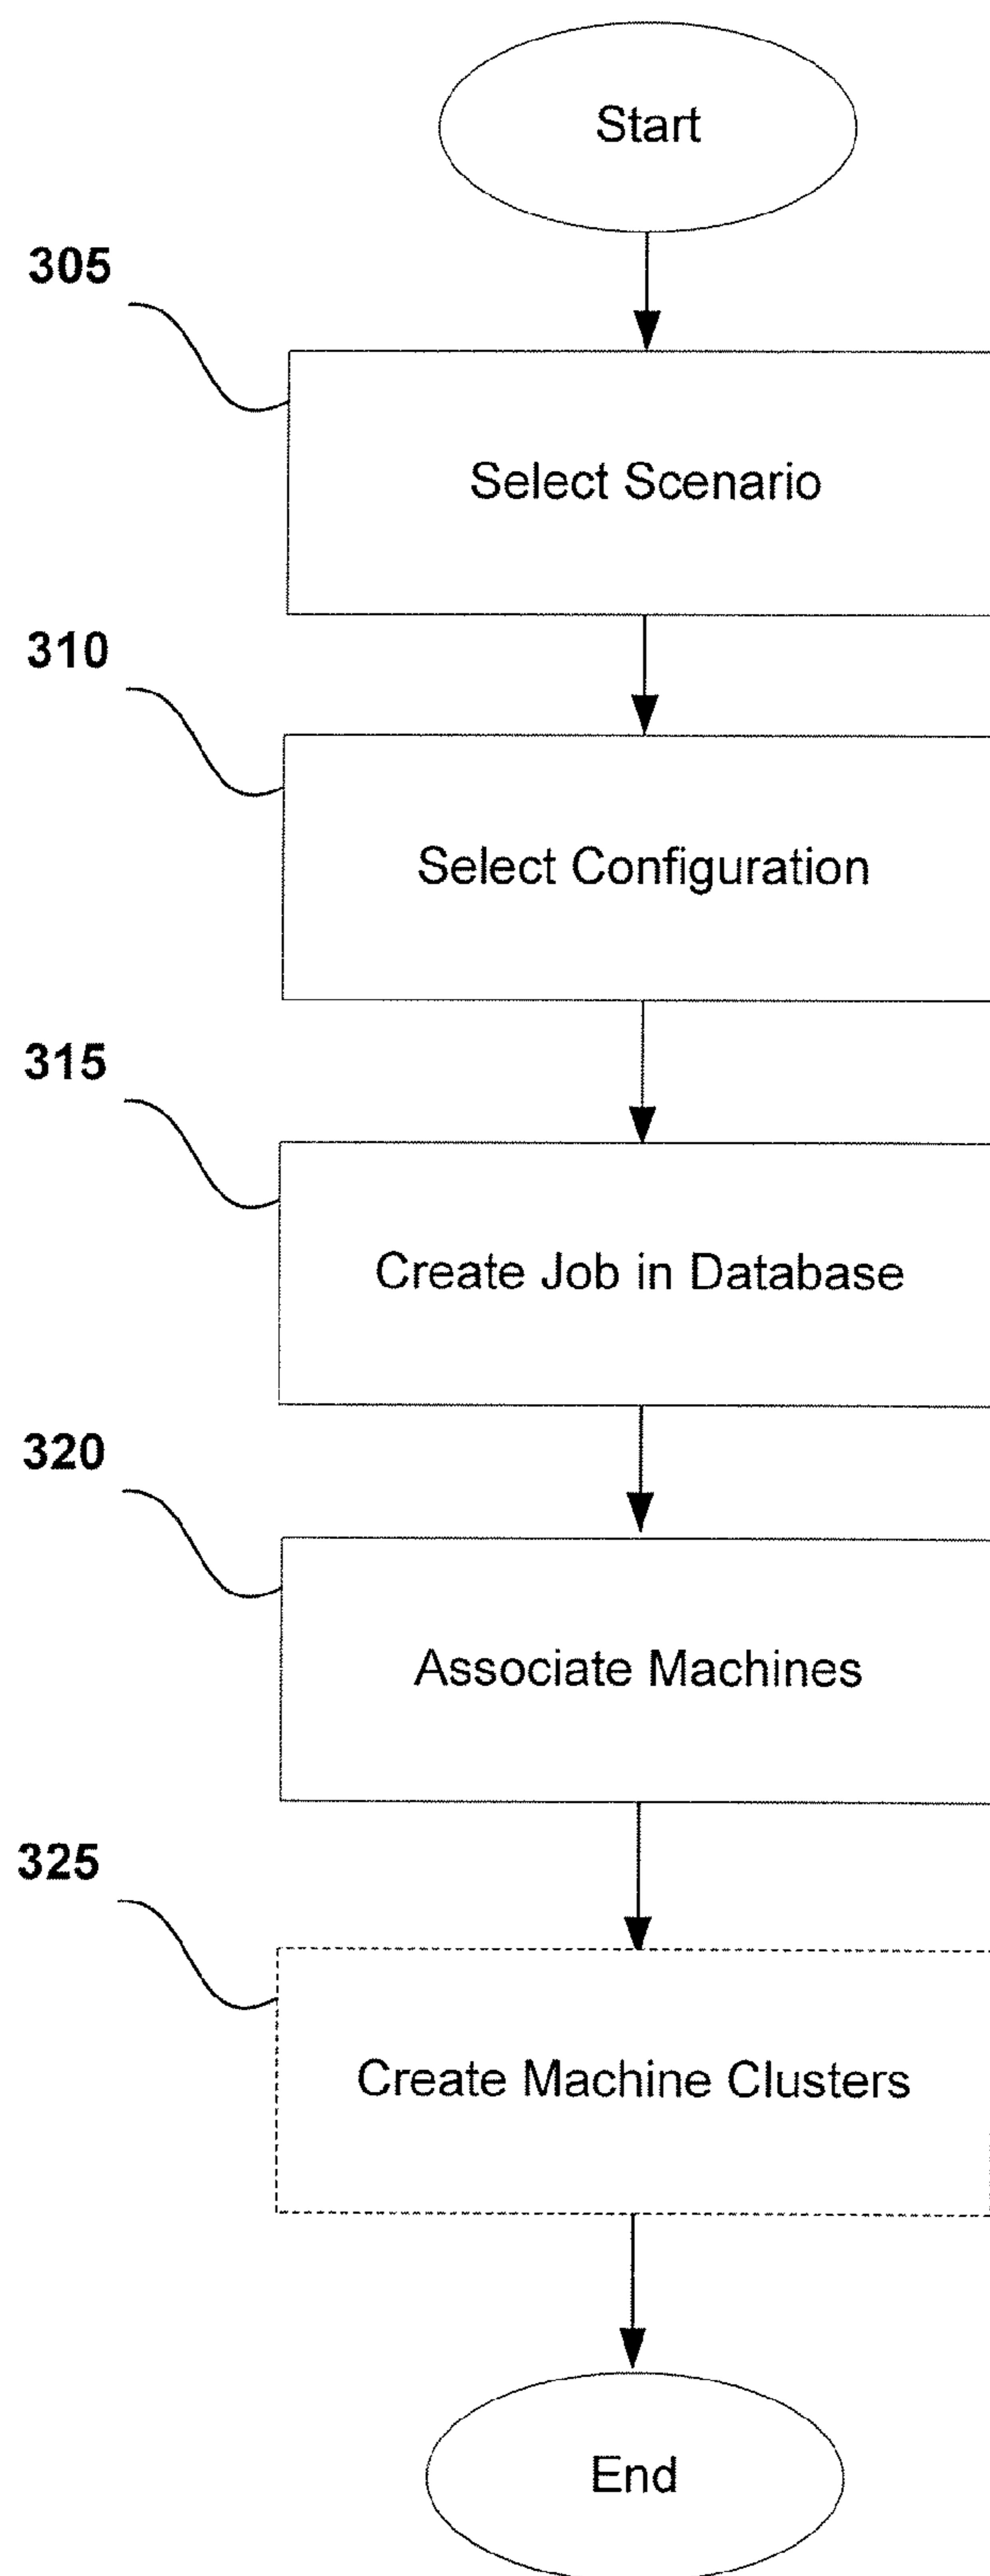 Start
305
Select Scenario
310
Select Configuration
315
Create Job in Database
320
Associate Machines
325
Create Machine Clusters
End